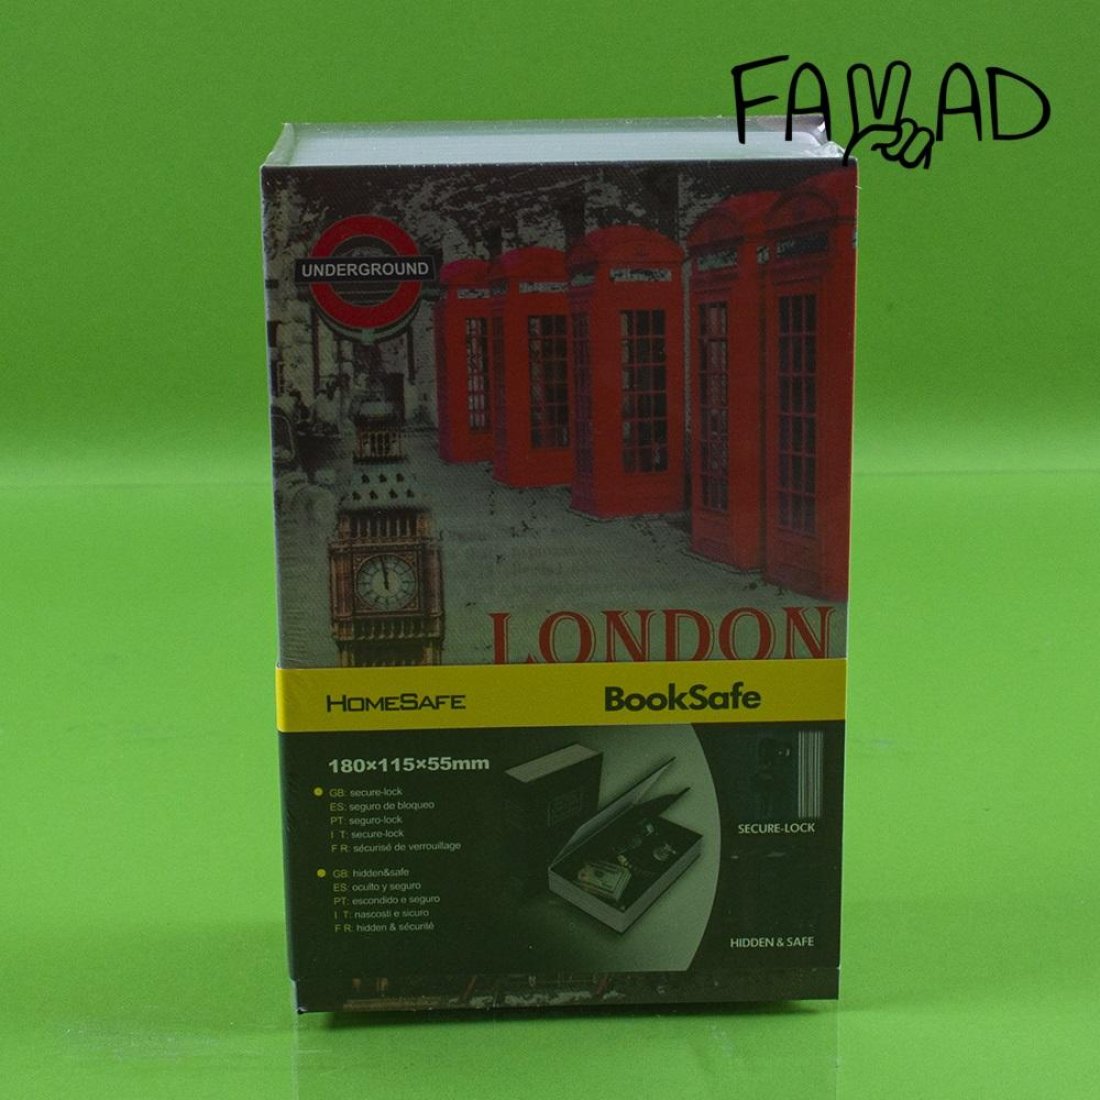 FAMAD
UNDERGROUND
LONDON
HOMESAFE BookSafe
180×115×55mm
GB: secure-lock
ES: seguro de bloqueo
PT: seguro-lock
I T: secure-lock
F R: sécurisé de verrouillage
GB: hidden&safe
ES: oculto y seguro
PT: escondido e seguro
I T: nascosti e sicuro
F R: hidden & sécurité
SECURE-LOCK
HIDDEN & SAFE